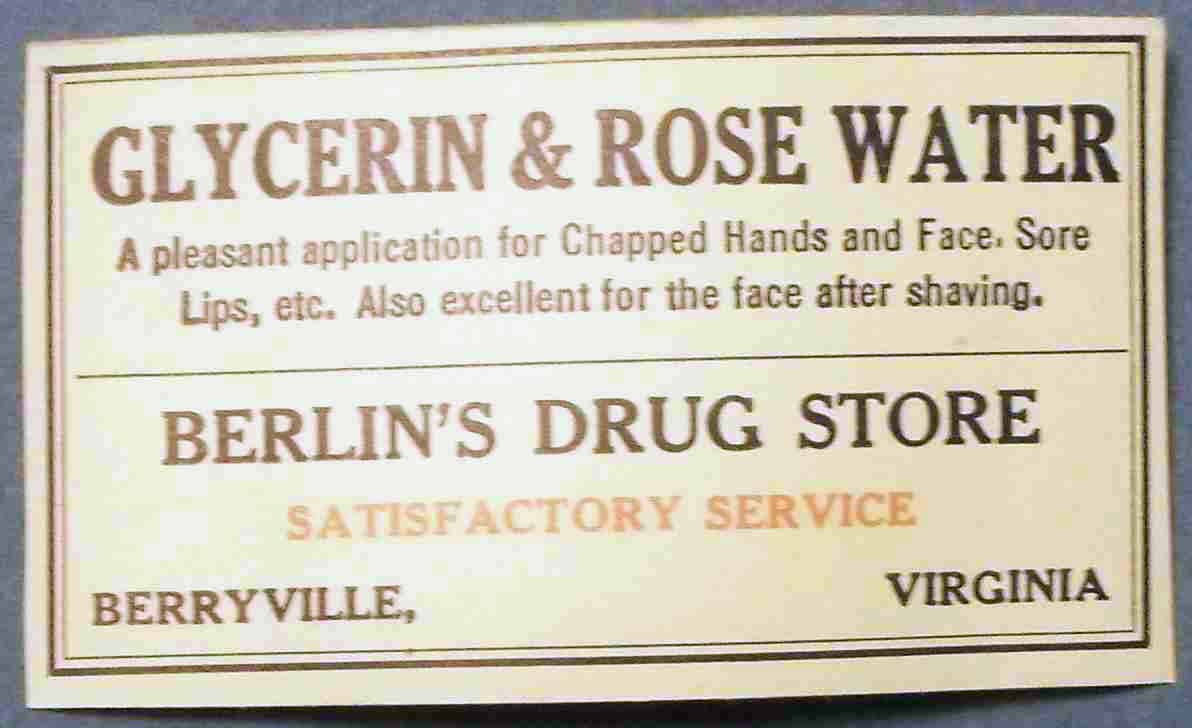 GLYCERIN & ROSE WATER
A pleasant application for Chapped Hands and Face. Sore
Lips, etc. Also excellent for the face after shaving.
BERLIN'S DRUG STORE
SATISFACTORY SERVICE
BERRYVILLE, VIRGINIA